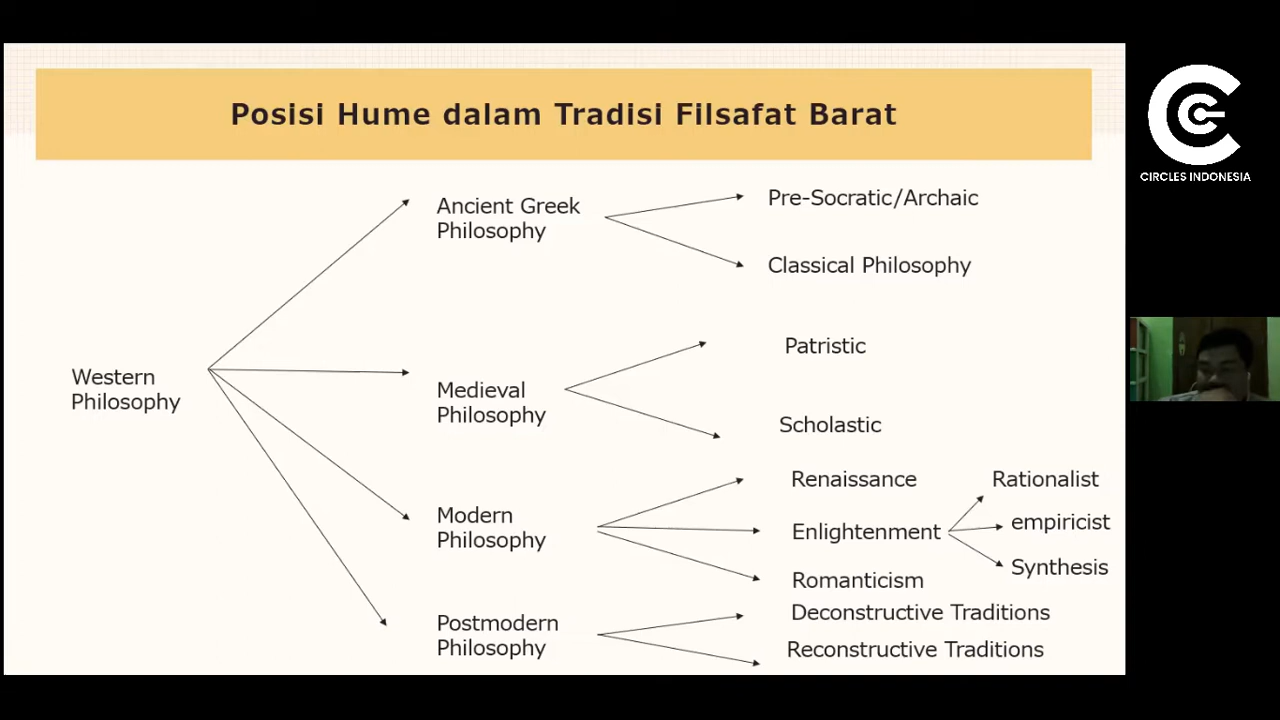 Posisi Hume dalam Tradisi Filsafat Barat
CIRCLES INDONESIA
Western
Philosophy
Ancient Greek
Philosophy
Pre-Socratic/Archaic
Classical Philosophy
Medieval
Philosophy
Patristic
Scholastic
Modern
Philosophy
Renaissance
Enlightenment
Romanticism
Rationalist
empiricist
Synthesis
Postmodern
Philosophy
Deconstructive Traditions
Reconstructive Traditions